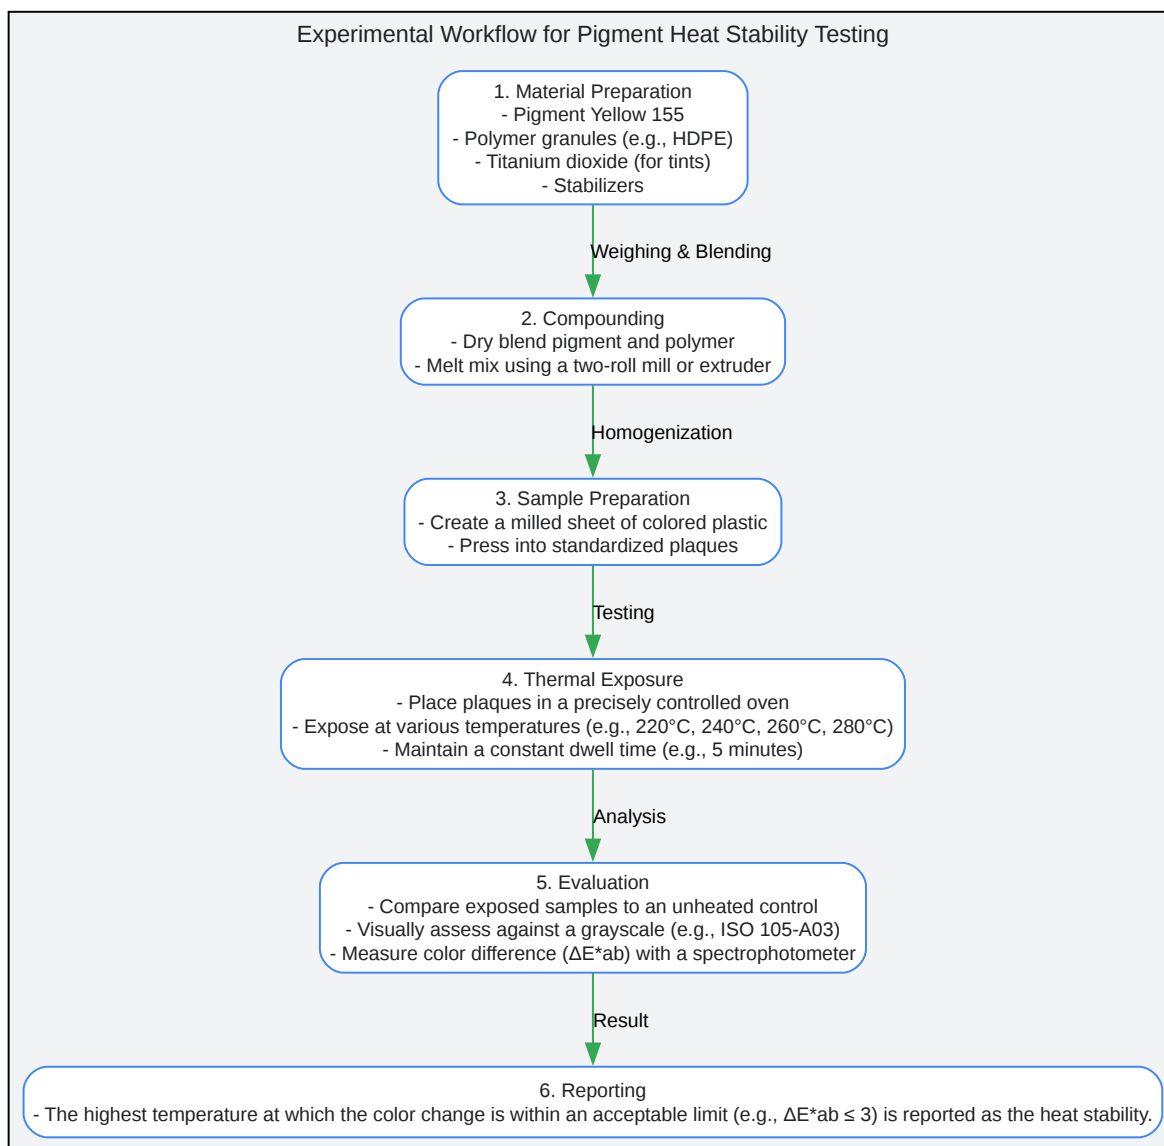 Experimental Workflow for Pigment Heat Stability Testing
1. Material Preparation
- Pigment Yellow 155
- Polymer granules (e.g., HDPE)
- Titanium dioxide (for tints)
- Stabilizers
Weighing & Blending
2. Compounding
- Dry blend pigment and polymer
- Melt mix using a two-roll mill or extruder
Homogenization
3. Sample Preparation
- Create a milled sheet of colored plastic
- Press into standardized plaques
Testing
4. Thermal Exposure
- Place plaques in a precisely controlled oven
- Expose at various temperatures (e.g., 220°C, 240°C, 260°C, 280°C)
- Maintain a constant dwell time (e.g., 5 minutes)
Analysis
5. Evaluation
- Compare exposed samples to an unheated control
- Visually assess against a grayscale (e.g., ISO 105-A03)
- Measure color difference (ΔE*ab) with a spectrophotometer
Result
6. Reporting
- The highest temperature at which the color change is within an acceptable limit (e.g., ΔE*ab ≤ 3) is reported as the heat stability.